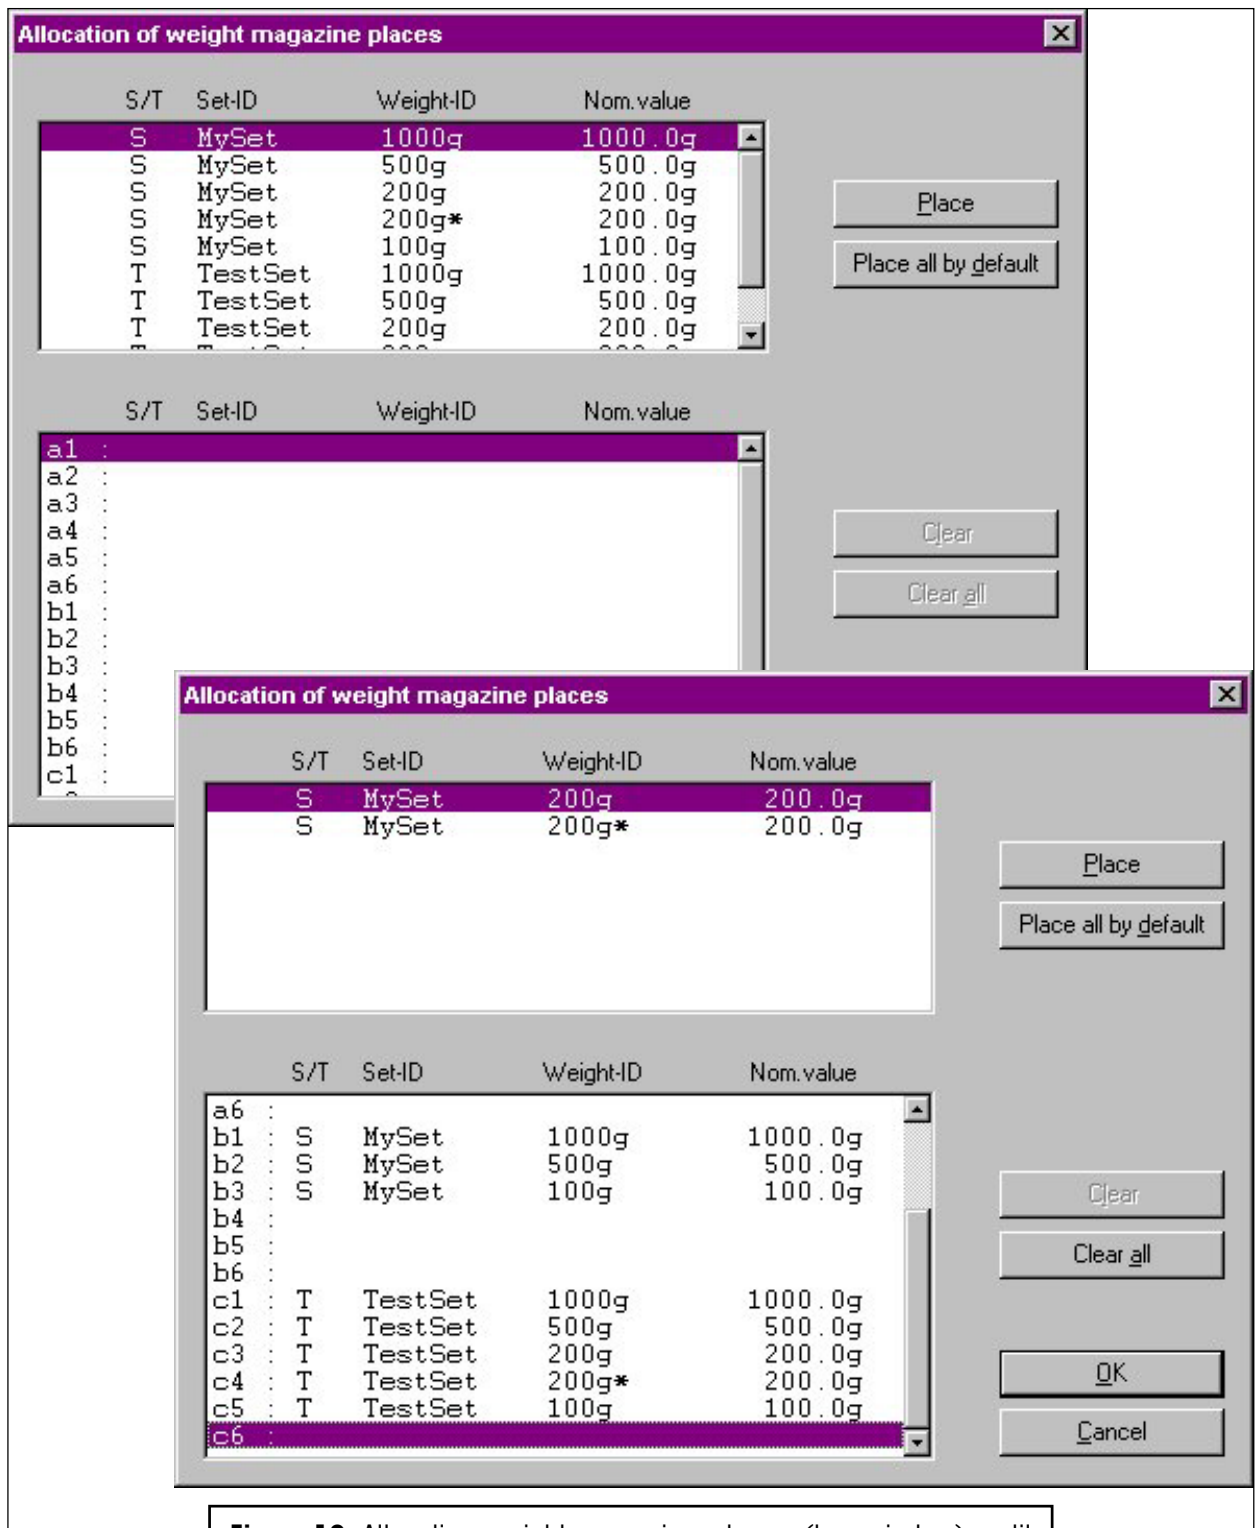 Allocation of weight magazine places
S/T Set-ID Weight-ID Nom.value
S MySet 1000g 1000.0g
S MySet 500g 500.0g
S MySet 200g 200.0g
S MySet 200g* 200.0g
S MySet 100g 100.0g
T TestSet 1000g 1000.0g
T TestSet 500g 500.0g
T TestSet 200g 200.0g
Place
Place all by default
S/T Set-ID Weight-ID Nom.value
a1 :
a2 :
a3 :
a4 :
a5 :
a6 :
b1 :
b2 :
b3 :
b4 :
b5 :
b6 :
c1 :
Clear
Clear all
Allocation of weight magazine places
S/T Set-ID Weight-ID Nom.value
S MySet 200g 200.0g
S MySet 200g* 200.0g
Place
Place all by default
S/T Set-ID Weight-ID Nom.value
a6 :
b1 : S MySet 1000g 1000.0g
b2 : S MySet 500g 500.0g
b3 : S MySet 100g 100.0g
b4 :
b5 :
b6 :
c1 : T TestSet 1000g 1000.0g
c2 : T TestSet 500g 500.0g
c3 : T TestSet 200g 200.0g
c4 : T TestSet 200g* 200.0g
c5 : T TestSet 100g 100.0g
c6 :
Clear
Clear all
OK
Cancel